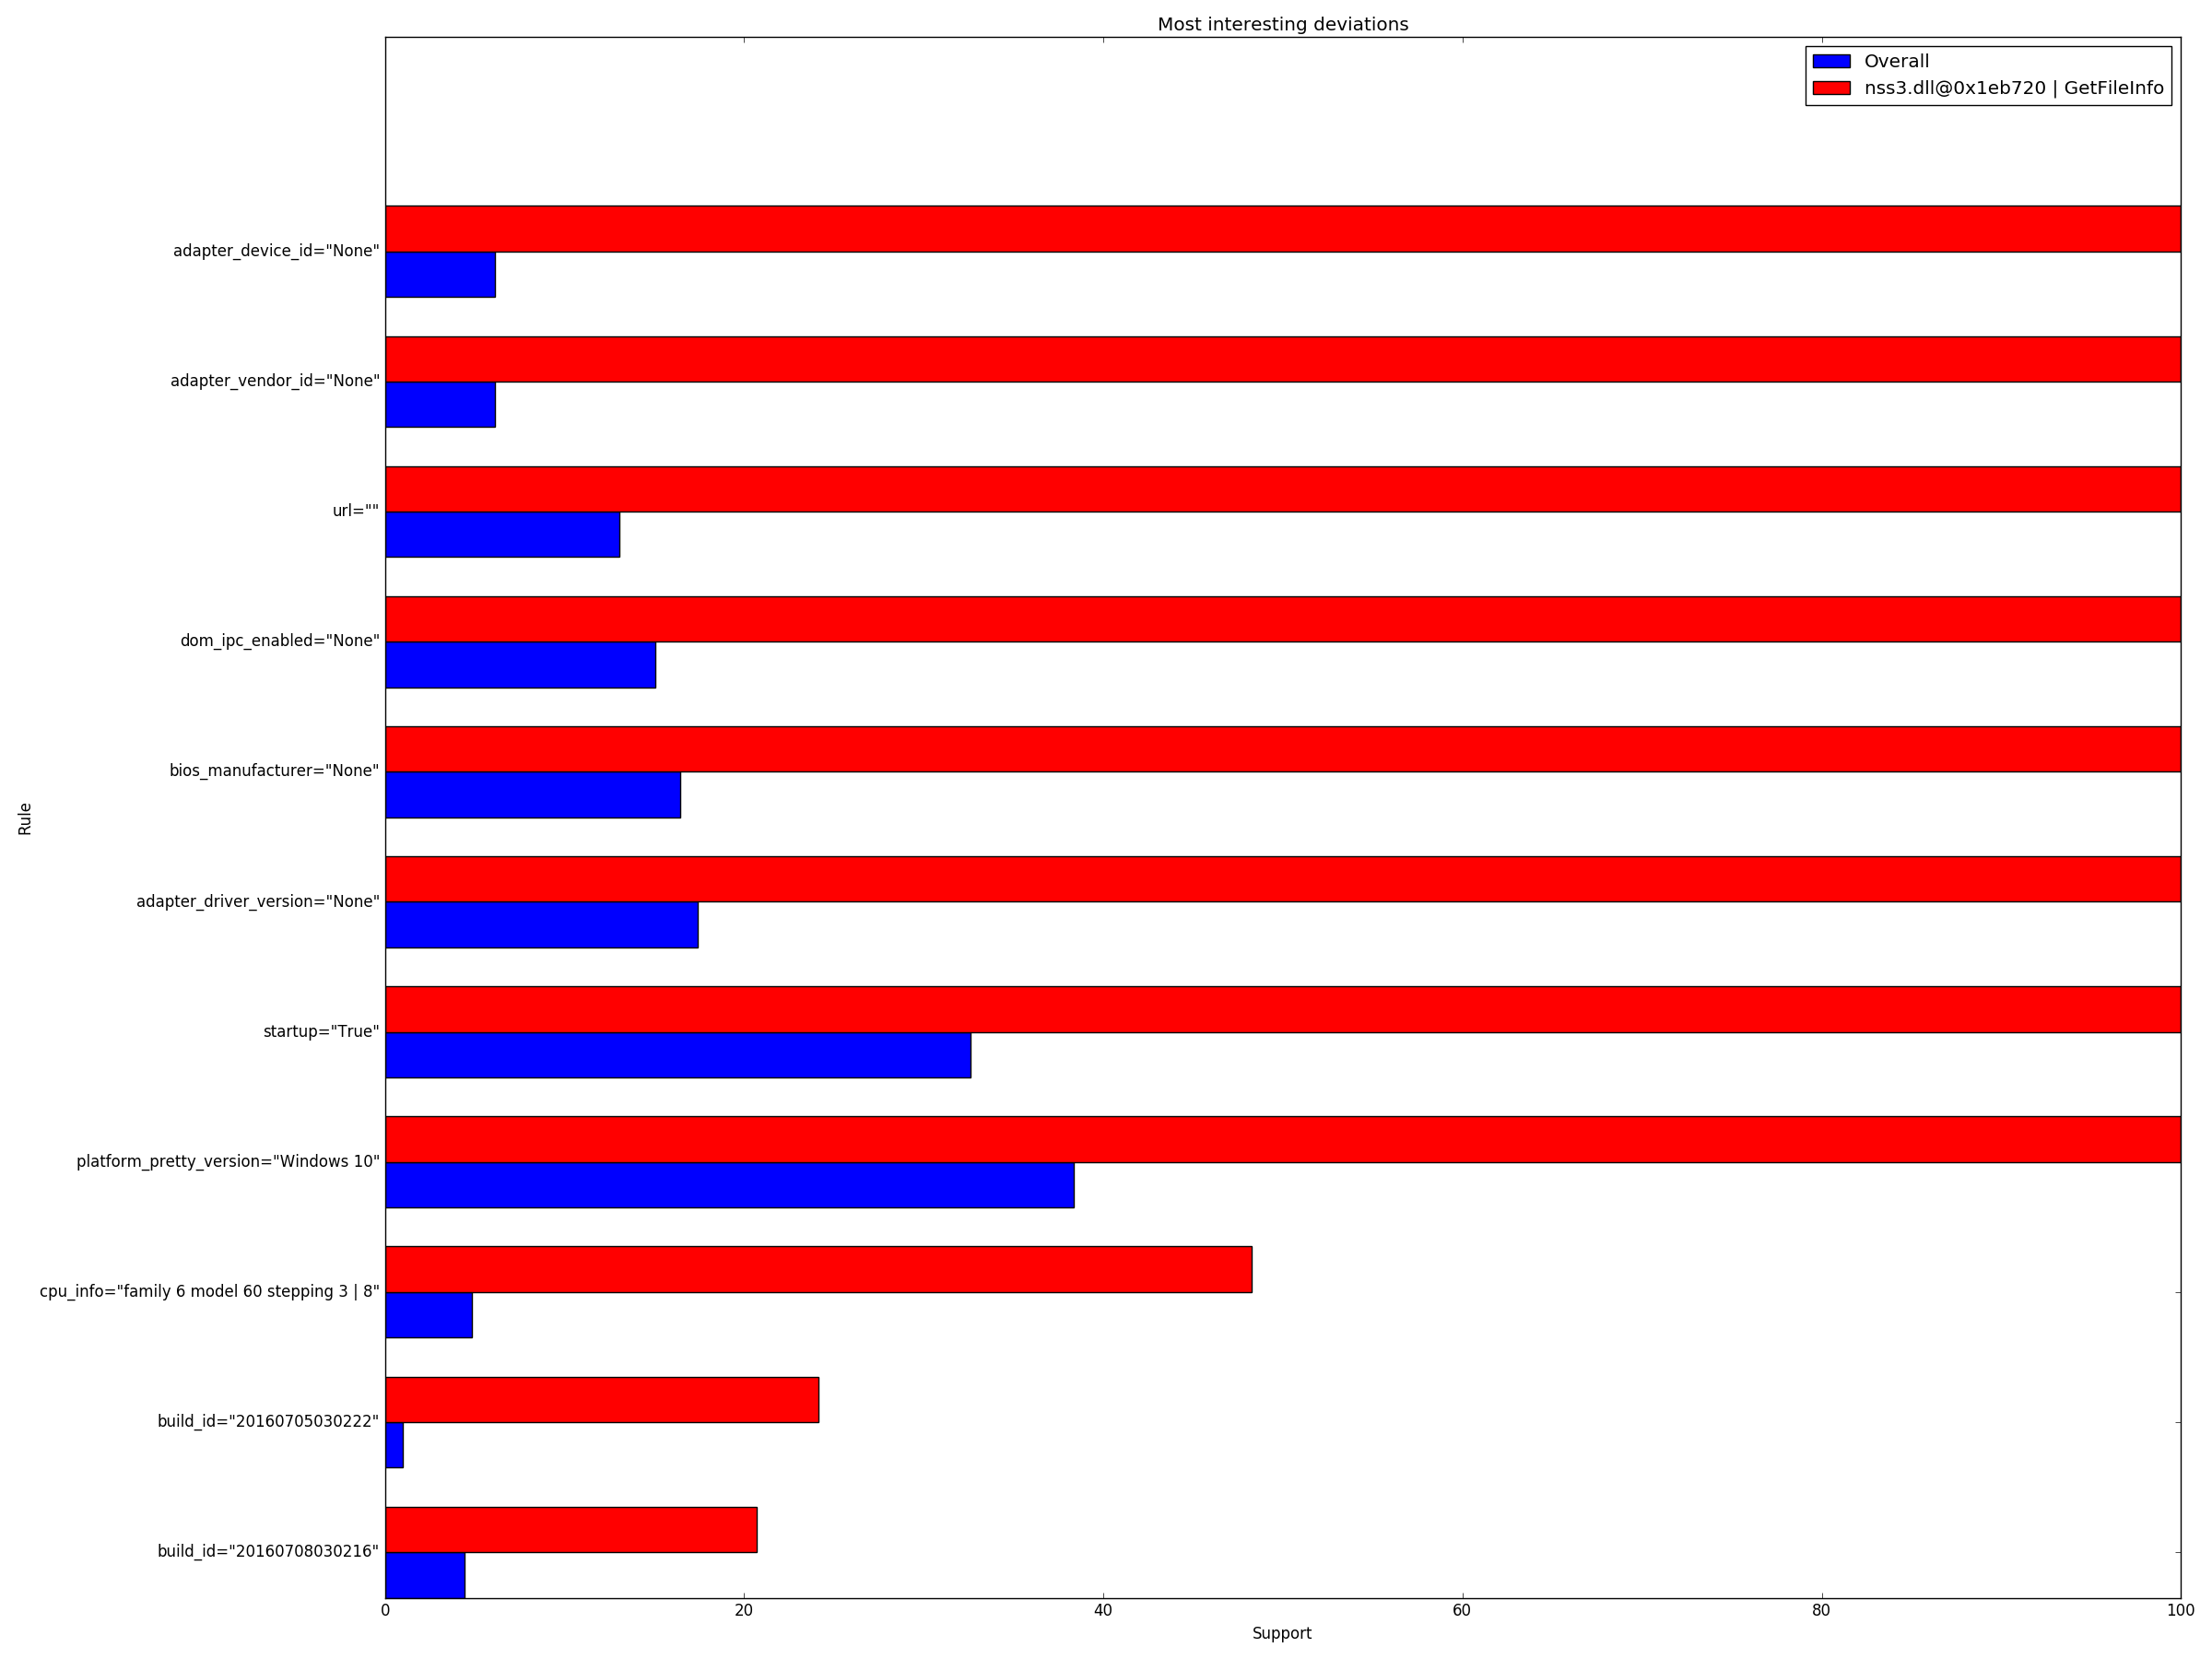 Most interesting deviations
Overall
nss3.dll@0x1eb720 | GetFileInfo
adapter_device_id="None"
adapter_vendor_id="None"
url=""
dom_ipc_enabled="None"
bios_manufacturer="None"
Rule
adapter_driver_version="None"
startup="True"
platform_pretty_version="Windows 10"
cpu_info="family 6 model 60 stepping 3 | 8"
build_id="20160705030222"
build_id="20160708030216"
0 20 40 60 80 100
Support